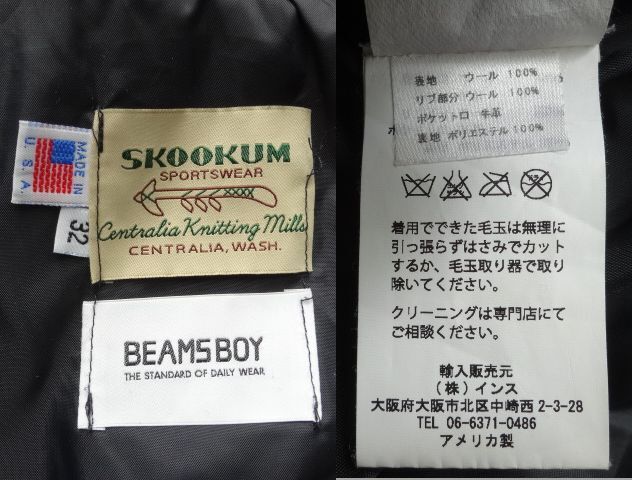 MADE IN
U.S.A.
32
SKOOKUM
SPORTSWEAR
Centralia Knitting Mills
CENTRALIA, WASH.
BEAMS BOY
THE STANDARD OF DAILY WEAR
表地 ウール 100%
リブ部分 ウール 100%
ポケット口 牛革
裏地 ポリエステル 100%
着用でできた毛玉は無理に
引っ張らずはさみでカット
するか、毛玉取り器で取り
除いてください。
クリーニングは専門店にて
ご相談ください。
輸入販売元
(株)インス
大阪府大阪市北区中崎西2-3-28
TEL 06-6371-0486
アメリカ製